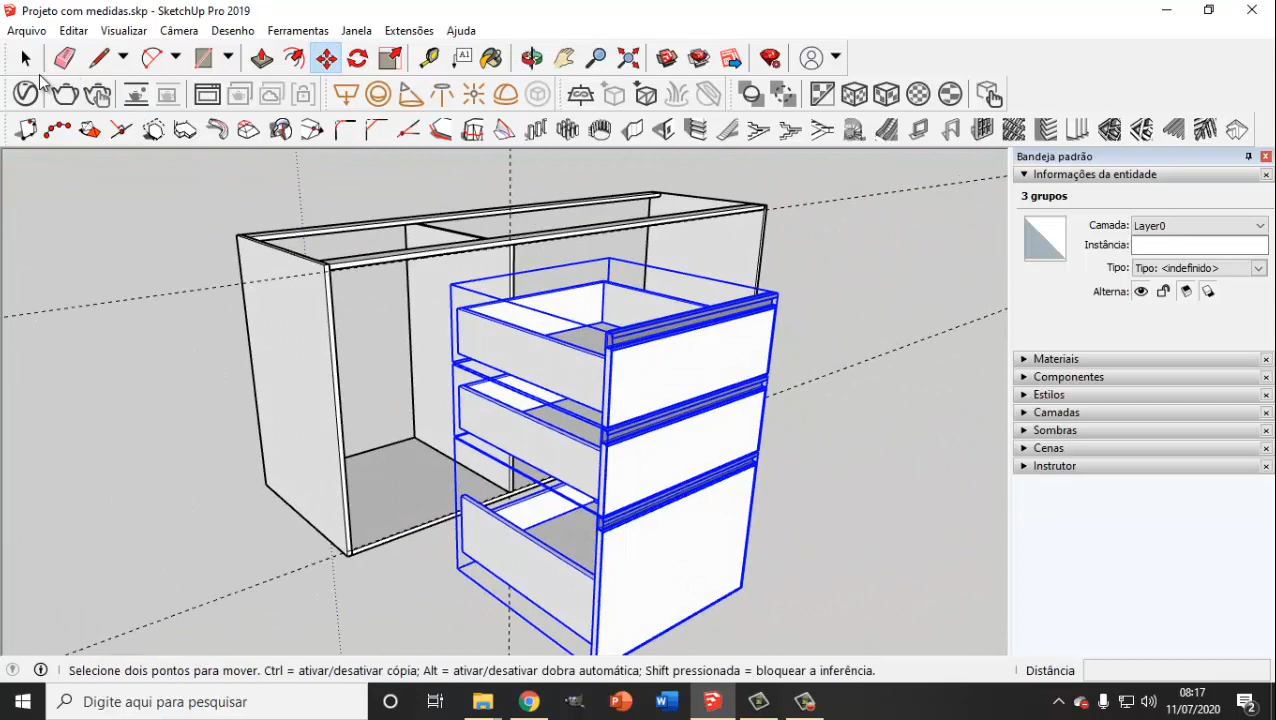 Projeto com medidas.skp - SketchUp Pro 2019
Arquivo Editar Visualizar Câmera Desenho Ferramentas Janela Extensões Ajuda
A1
Bandeja padrão
Informações da entidade
3 grupos
Camada: Layer0
Instância:
Tipo: Tipo: <indefinido>
Alterna:
Materiais
Componentes
Estilos
Camadas
Sombras
Cenas
Instrutor
Selecione dois pontos para mover. Ctrl = ativar/desativar cópia; Alt = ativar/desativar dobra automática; Shift pressionada = bloquear a inferência.
Distância
Digite aqui para pesquisar
08:17
11/07/2020
2